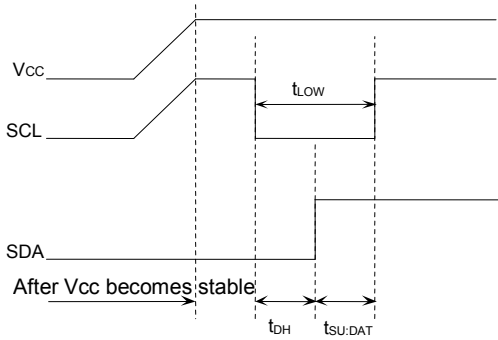 VCC
tLOW
SCL
SDA
After Vcc becomes stable
tDH
tSU:DAT